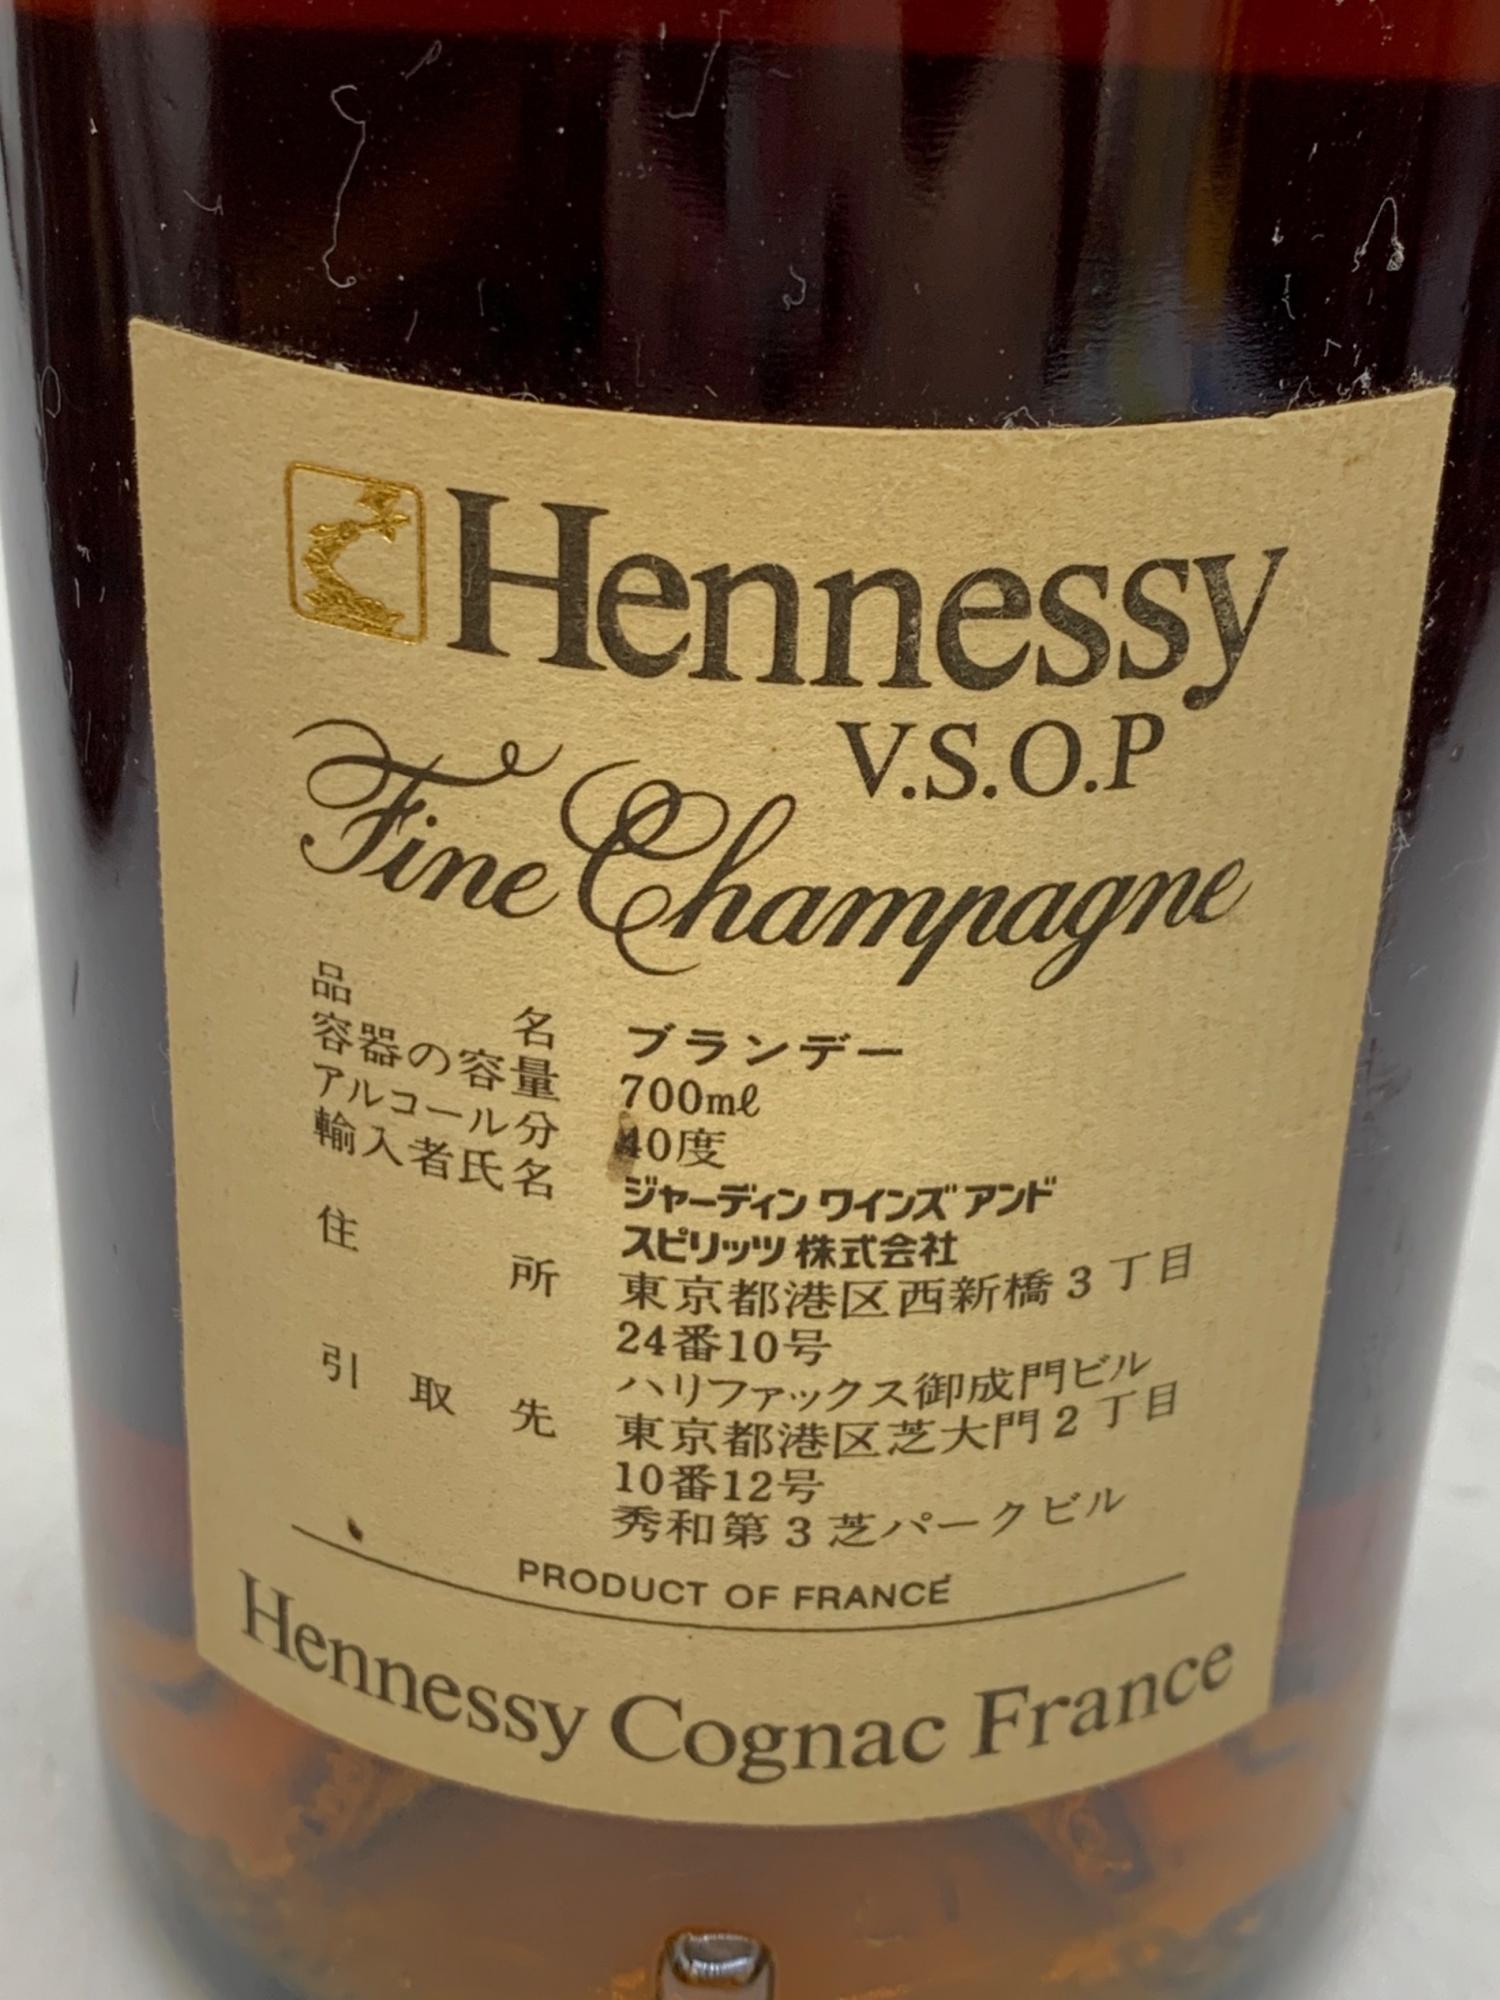 Hennessy
V.S.O.P
Fine Champagne
品名 ブランデー
容器の容量 700mℓ
アルコール分 40度
輸入者氏名 ジャーディン ワインズ アンド
スピリッツ 株式会社
住所 東京都港区西新橋3丁目
24番10号
ハリファックス御成門ビル
引取先 東京都港区芝大門2丁目
10番12号
秀和第3芝パークビル
PRODUCT OF FRANCE
Hennessy Cognac France